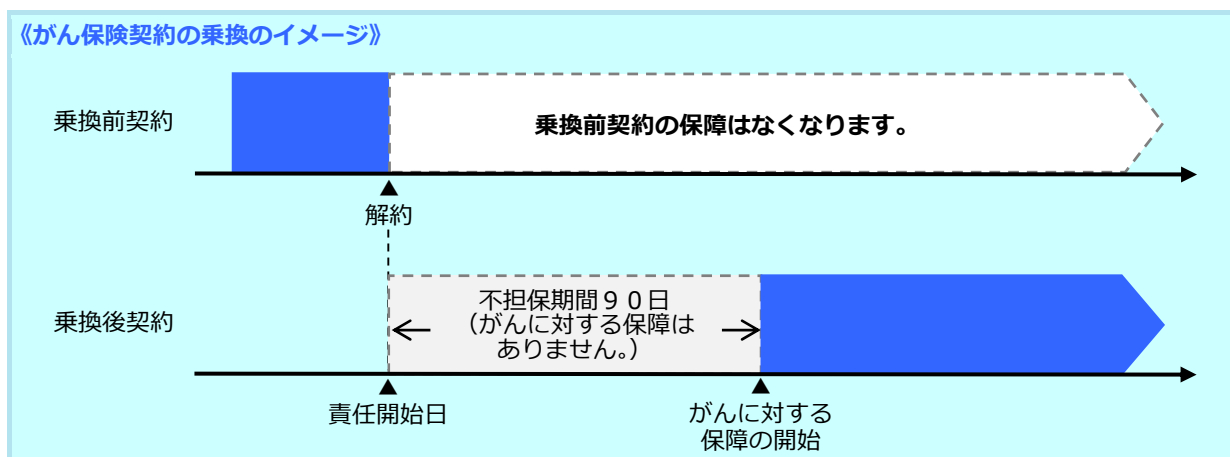 《がん保険契約の乗換のイメージ》
乗換前契約
乗換前契約の保障はなくなります。
▲
解約
乗換後契約
不担保期間90日
(がんに対する保障は
ありません。)
▲
責任開始日
▲
がんに対する
保障の開始